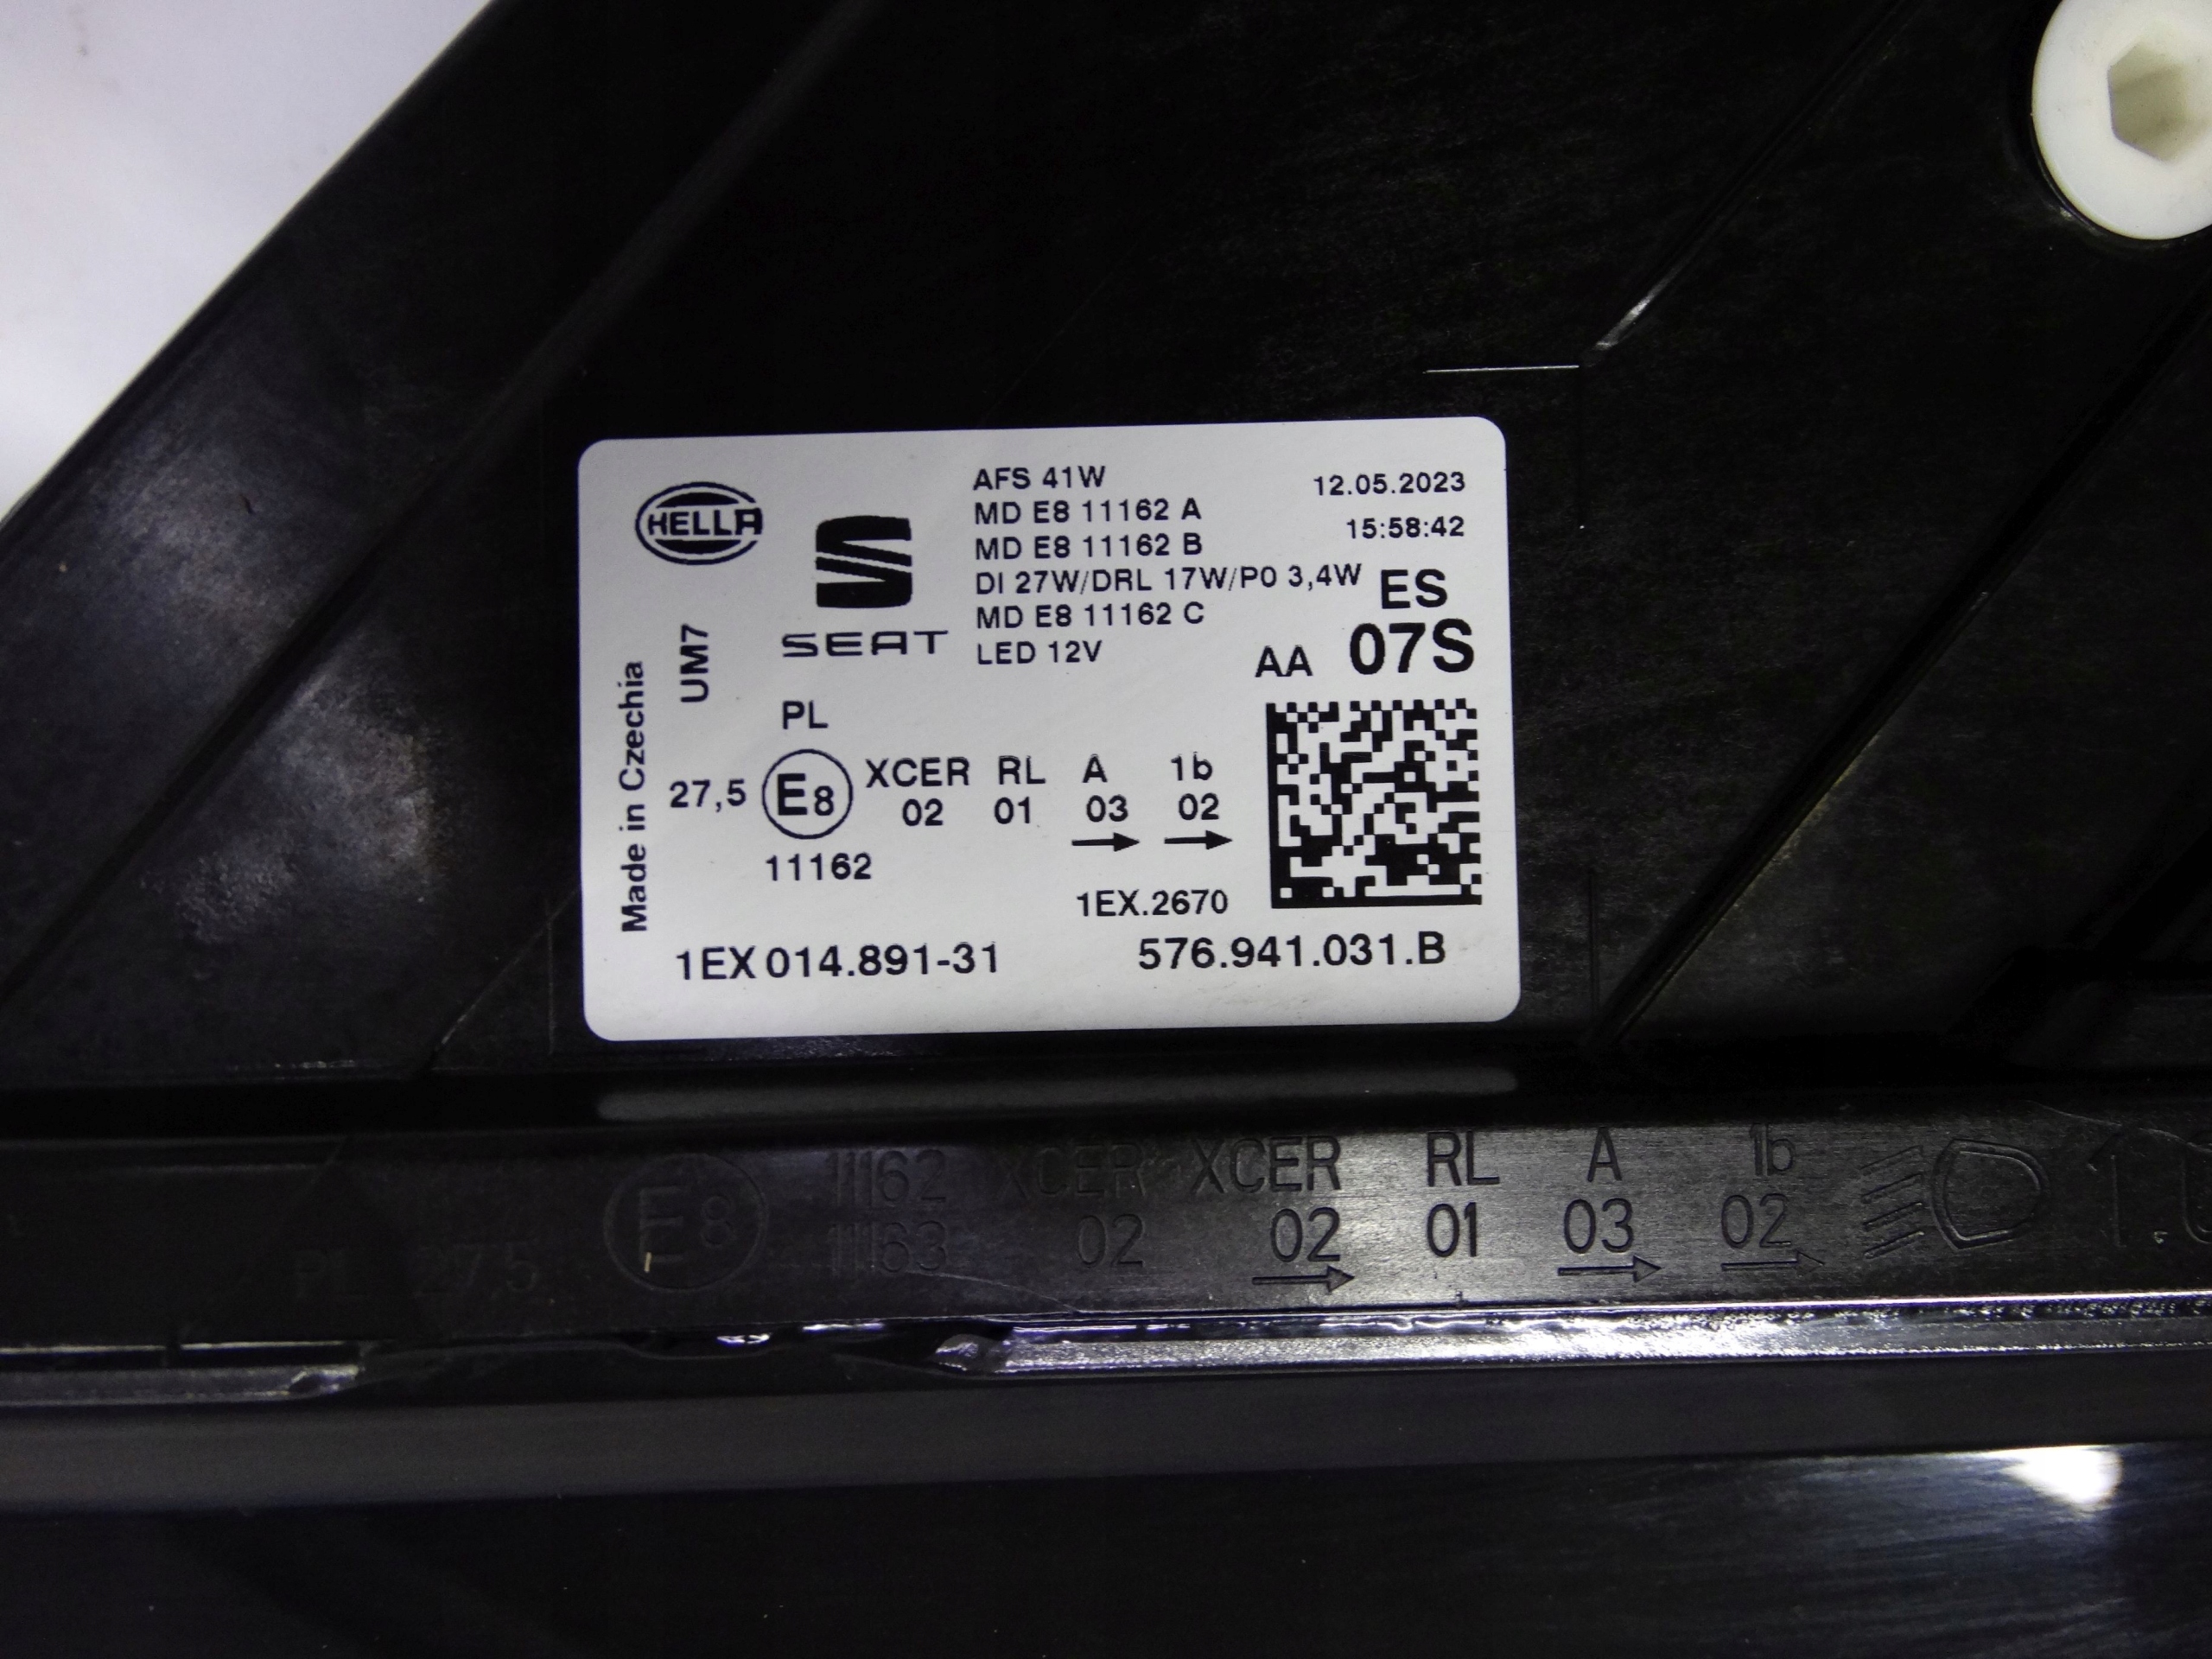 HELLA
SEAT
AFS 41W
MD E8 11162 A
MD E8 11162 B
DI 27W/DRL 17W/PO 3,4W
MD E8 11162 C
LED 12V
12.05.2023
15:58:42
ES
AA 07S
UM7
Made in Czechia
PL
27,5 E8 XCER RL A 1b
02 01 03 02
11162
1EX.2670
1EX 014.891-31 576.941.031.B
11162 XCER XCER RL A 1b
PL 27,5 E8 11163 02 02 01 03 02